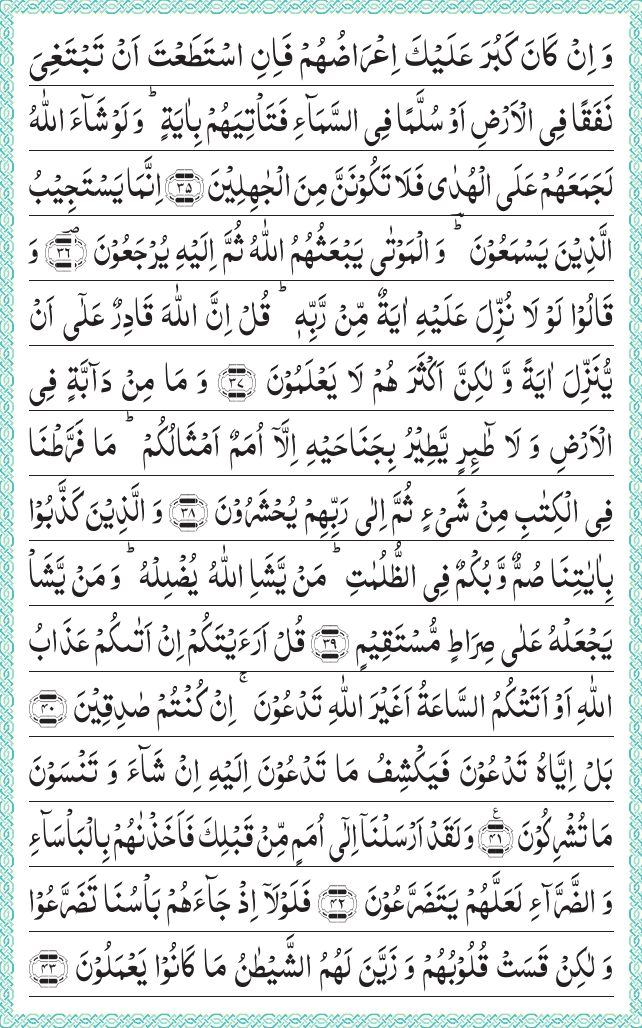 وَ اِنْ كَانَ كَبُرَ عَلَيْكَ اِعْرَاضُهُمْ فَاِنِ اسْتَطَعْتَ اَنْ تَبْتَغِیَ
نَفَقًا فِی الْاَرْضِ اَوْ سُلَّمًا فِی السَّمَآءِ فَتَاْتِيَهُمْ بِاٰيَةٍ ؕ وَ لَوْ شَآءَ اللّٰهُ
لَجَمَعَهُمْ عَلَی الْهُدٰی فَلَا تَكُوْنَنَّ مِنَ الْجٰهِلِيْنَ ﴿۳۵﴾ اِنَّمَا يَسْتَجِيْبُ
الَّذِيْنَ يَسْمَعُوْنَ ؕ وَ الْمَوْتٰی يَبْعَثُهُمُ اللّٰهُ ثُمَّ اِلَيْهِ يُرْجَعُوْنَ ﴿۳۶﴾ وَ
قَالُوْا لَوْ لَا نُزِّلَ عَلَيْهِ اٰيَةٌ مِّنْ رَّبِّهٖ ؕ قُلْ اِنَّ اللّٰهَ قَادِرٌ عَلٰۤی اَنْ
يُّنَزِّلَ اٰيَةً وَّ لٰكِنَّ اَكْثَرَ هُمْ لَا يَعْلَمُوْنَ ﴿۳۷﴾ وَ مَا مِنْ دَآبَّةٍ فِی
الْاَرْضِ وَ لَا طٰٓئِرٍ يَّطِيْرُ بِجَنَاحَيْهِ اِلَّاۤ اُمَمٌ اَمْثَالُكُمْ ؕ مَا فَرَّطْنَا
فِی الْكِتٰبِ مِنْ شَیْءٍ ثُمَّ اِلٰی رَبِّهِمْ يُحْشَرُوْنَ ﴿۳۸﴾ وَ الَّذِيْنَ كَذَّبُوْا
بِاٰيٰتِنَا صُمٌّ وَّ بُكْمٌ فِی الظُّلُمٰتِ ؕ مَنْ يَّشَاِ اللّٰهُ يُضْلِلْهُ ؕ وَ مَنْ يَّشَاْ
يَجْعَلْهُ عَلٰی صِرَاطٍ مُّسْتَقِيْمٍ ﴿۳۹﴾ قُلْ اَرَءَيْتَكُمْ اِنْ اَتٰىكُمْ عَذَابُ
اللّٰهِ اَوْ اَتَتْكُمُ السَّاعَةُ اَغَيْرَ اللّٰهِ تَدْعُوْنَ ۚ اِنْ كُنْتُمْ صٰدِقِيْنَ ﴿۴۰﴾
بَلْ اِيَّاهُ تَدْعُوْنَ فَيَكْشِفُ مَا تَدْعُوْنَ اِلَيْهِ اِنْ شَآءَ وَ تَنْسَوْنَ
مَا تُشْرِكُوْنَ ﴿۴۱﴾ وَ لَقَدْ اَرْسَلْنَاۤ اِلٰۤی اُمَمٍ مِّنْ قَبْلِكَ فَاَخَذْنٰهُمْ بِالْبَاْسَآءِ
وَ الضَّرَّآءِ لَعَلَّهُمْ يَتَضَرَّعُوْنَ ﴿۴۲﴾ فَلَوْلَاۤ اِذْ جَآءَهُمْ بَاْسُنَا تَضَرَّعُوْا
وَ لٰكِنْ قَسَتْ قُلُوْبُهُمْ وَ زَيَّنَ لَهُمُ الشَّيْطٰنُ مَا كَانُوْا يَعْمَلُوْنَ ﴿۴۳﴾